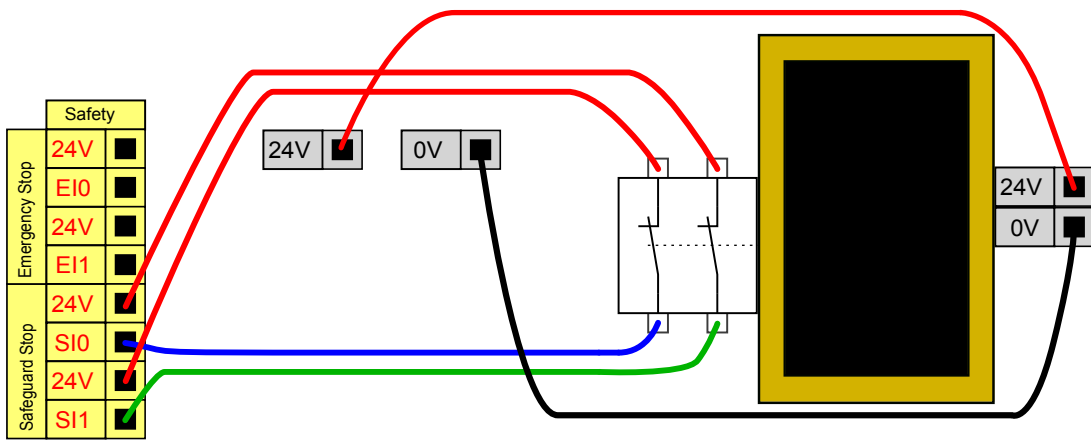 Safety
Emergency Stop
24V
EI0
24V
EI1
Safeguard Stop
24V
SI0
24V
SI1
24V
0V
24V
0V